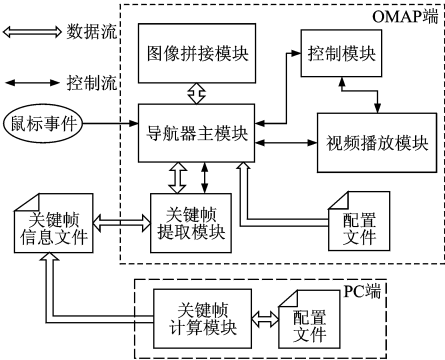 OMAP端
数据流
控制流
图像拼接模块
控制模块
鼠标事件
导航器主模块
视频播放模块
关键帧
信息文件
关键帧
提取模块
配置
文件
PC端
关键帧
计算模块
配置
文件